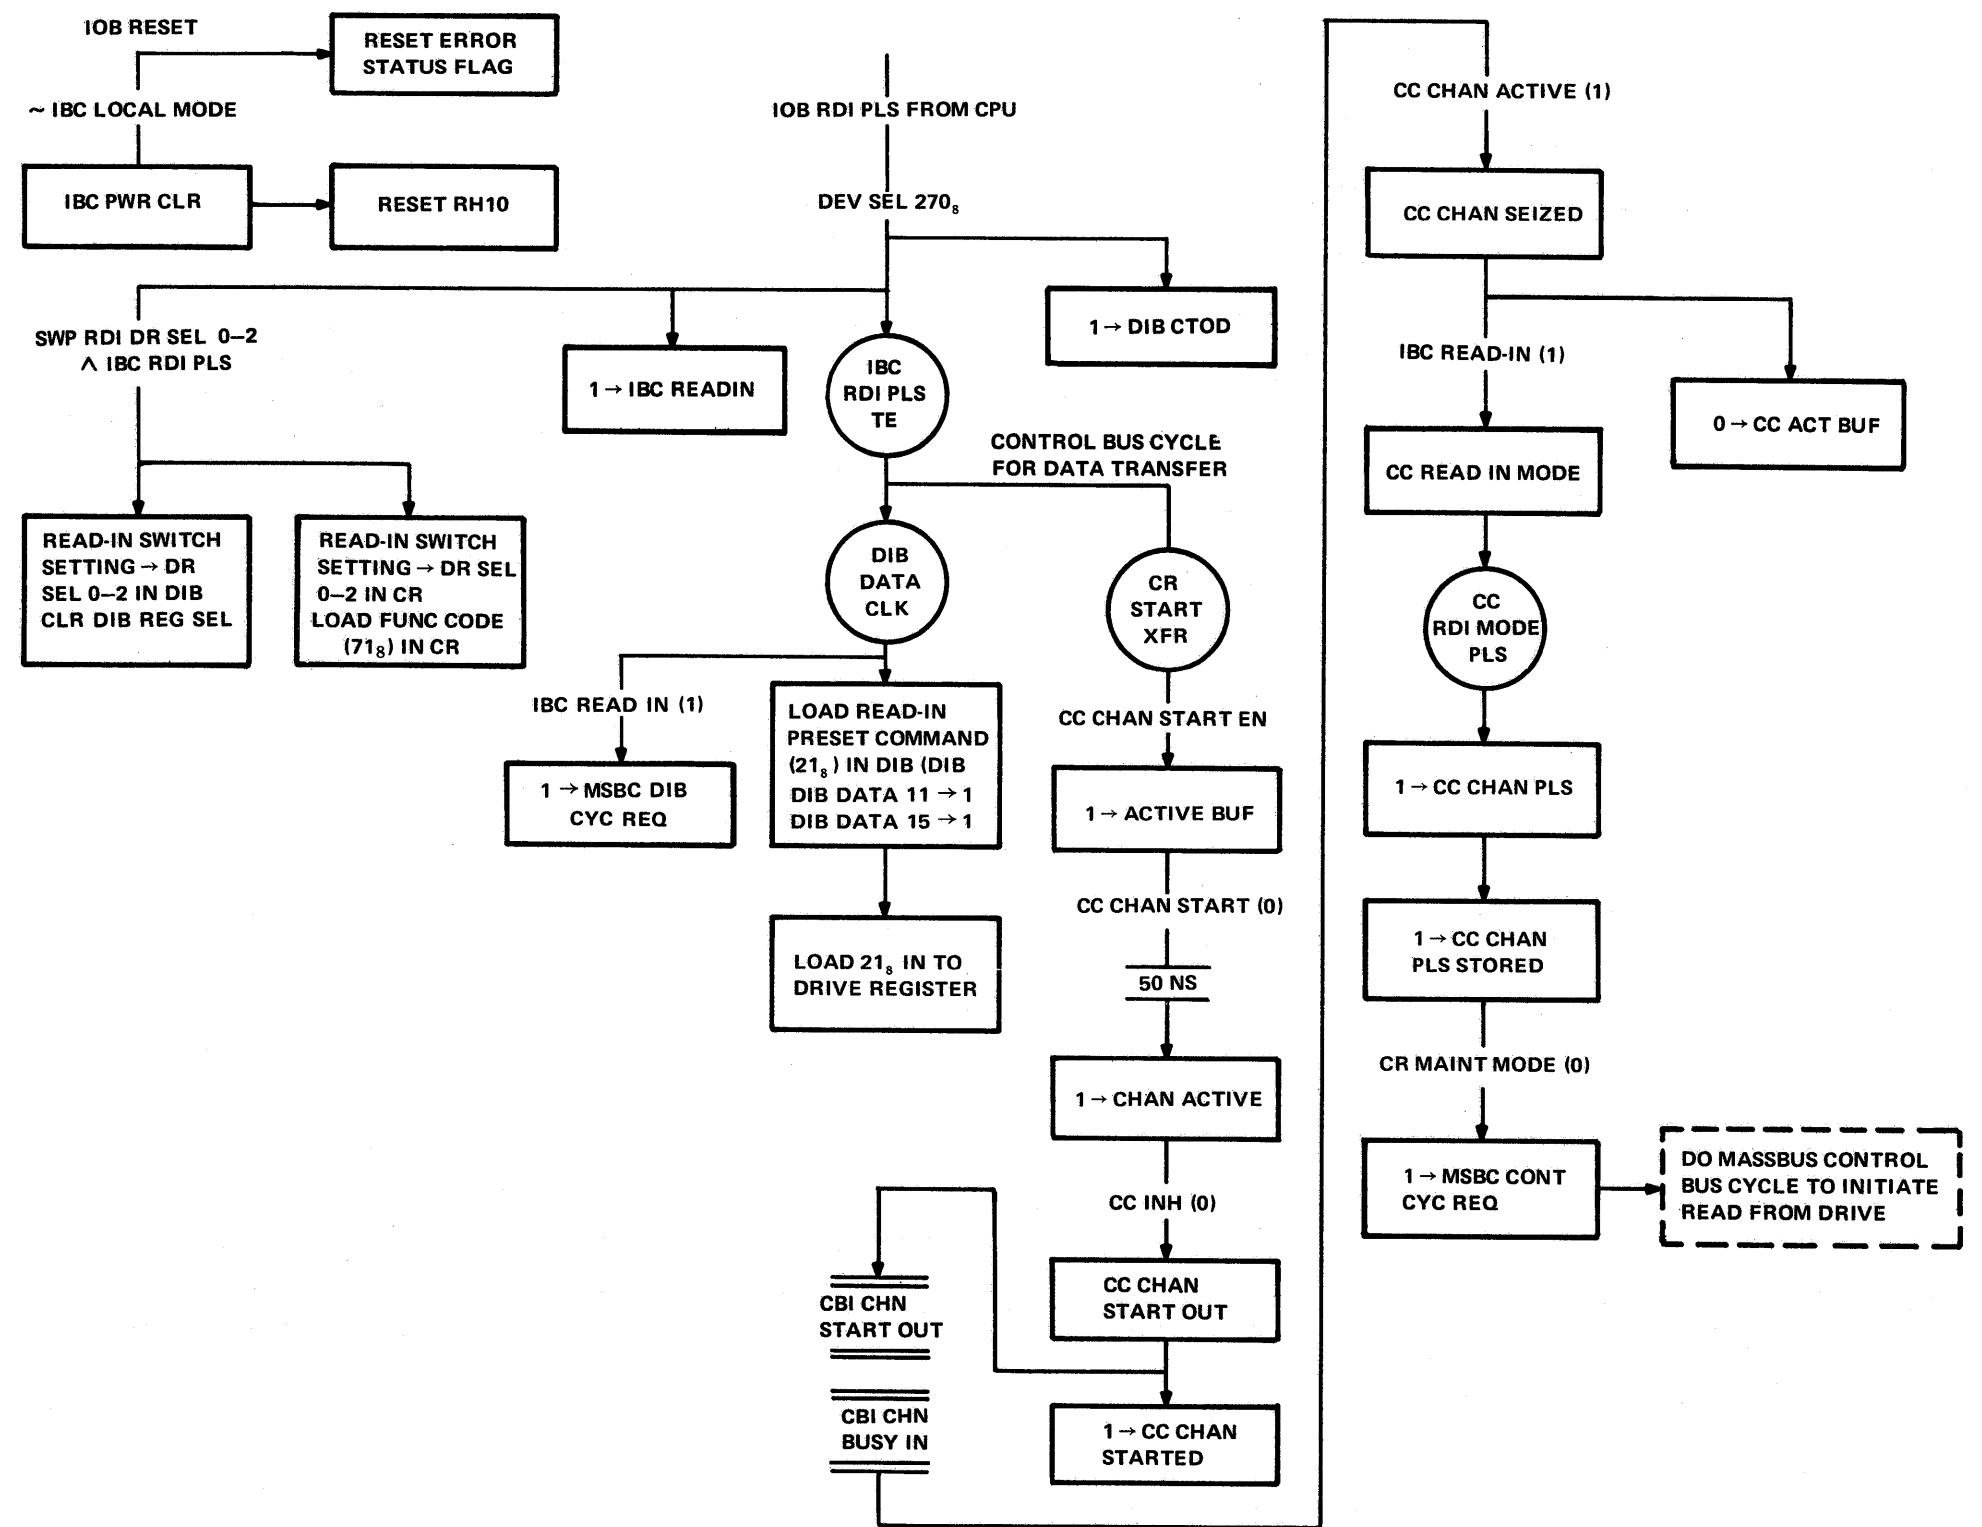 IOB RESET
RESET ERROR
STATUS FLAG
~ IBC LOCAL MODE
IBC PWR CLR
RESET RH10
IOB RDI PLS FROM CPU
DEV SEL 270₈
1 → DIB CTOD
SWP RDI DR SEL 0–2
∧ IBC RDI PLS
1 → IBC READIN
IBC
RDI PLS
TE
READ-IN SWITCH
SETTING → DR
SEL 0–2 IN DIB
CLR DIB REG SEL
READ-IN SWITCH
SETTING → DR SEL
0–2 IN CR
LOAD FUNC CODE
(71₈) IN CR
CONTROL BUS CYCLE
FOR DATA TRANSFER
DIB
DATA
CLK
CR
START
XFR
IBC READ IN (1)
1 → MSBC DIB
CYC REQ
LOAD READ-IN
PRESET COMMAND
(21₈) IN DIB (DIB
DIB DATA 11 → 1
DIB DATA 15 → 1
LOAD 21₈ IN TO
DRIVE REGISTER
CC CHAN START EN
1 → ACTIVE BUF
CC CHAN START (0)
50 NS
1 → CHAN ACTIVE
CC INH (0)
CC CHAN
START OUT
CBI CHN
START OUT
CBI CHN
BUSY IN
1 → CC CHAN
STARTED
CC CHAN ACTIVE (1)
CC CHAN SEIZED
IBC READ-IN (1)
0 → CC ACT BUF
CC READ IN MODE
CC
RDI MODE
PLS
1 → CC CHAN PLS
1 → CC CHAN
PLS STORED
CR MAINT MODE (0)
1 → MSBC CONT
CYC REQ
DO MASSBUS CONTROL
BUS CYCLE TO INITIATE
READ FROM DRIVE